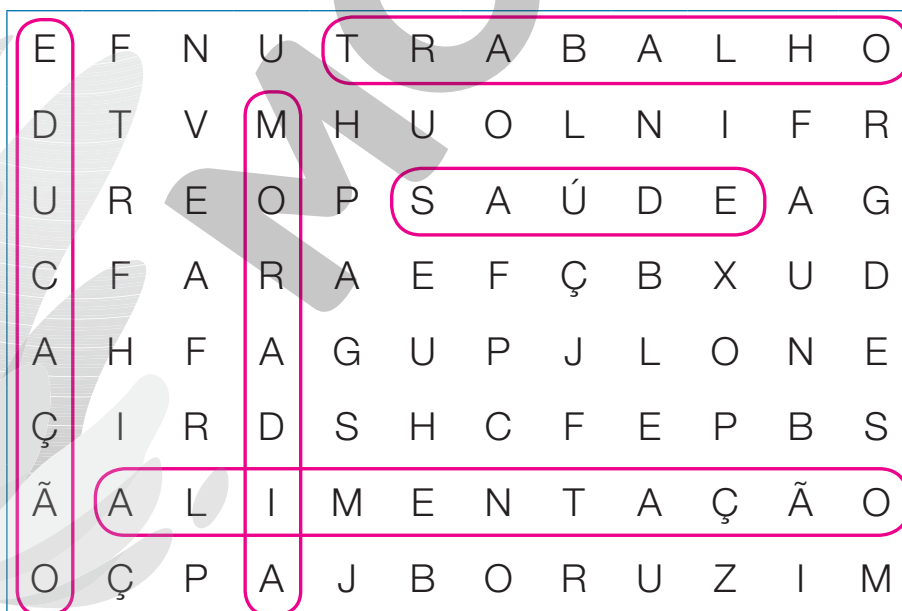 E F N U T R A B A L H O
D T V M H U O L N I F R
U R E O P S A Ú D E A G
C F A R A E F Ç B X U D
A H F A G U P J L O N E
Ç I R D S H C F E P B S
Ã A L I M E N T A Ç Ã O
O Ç P A J B O R U Z I M